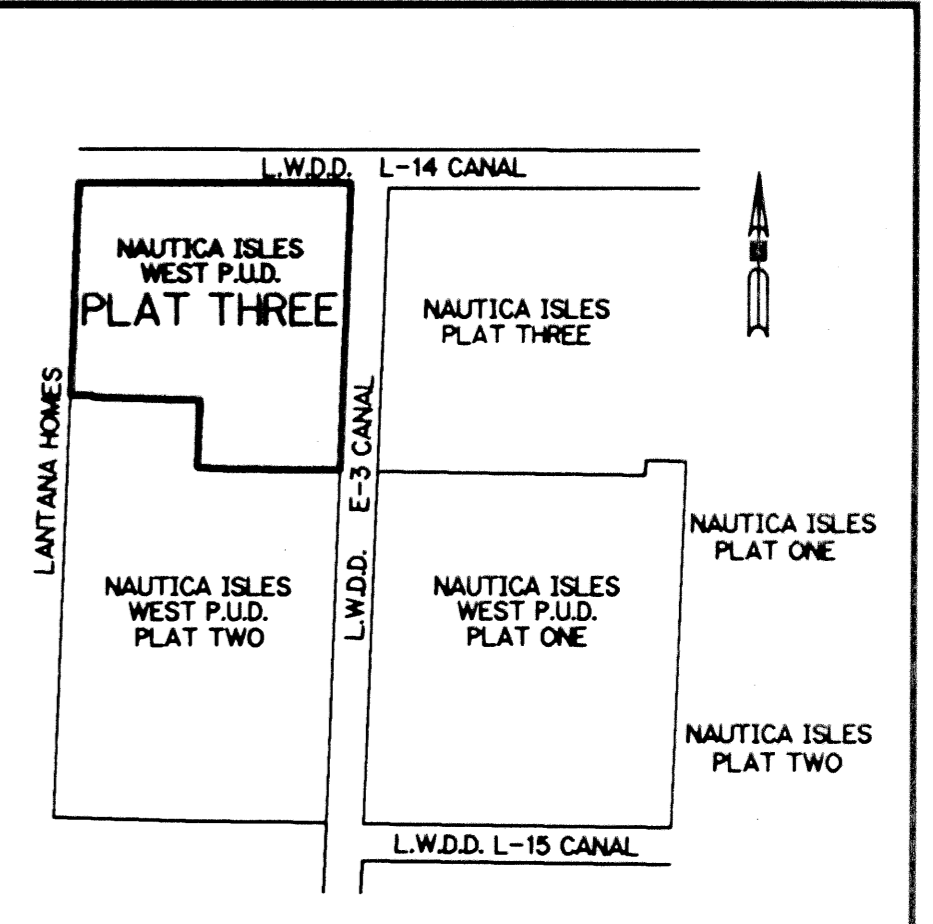 L.W.D.D. L-14 CANAL
NAUTICA ISLES
WEST P.U.D.
PLAT THREE
NAUTICA ISLES
PLAT THREE
LANTANA HOMES
L.W.D.D. E-3 CANAL
NAUTICA ISLES
PLAT ONE
NAUTICA ISLES
WEST P.U.D.
PLAT TWO
NAUTICA ISLES
WEST P.U.D.
PLAT ONE
NAUTICA ISLES
PLAT TWO
L.W.D.D. L-15 CANAL